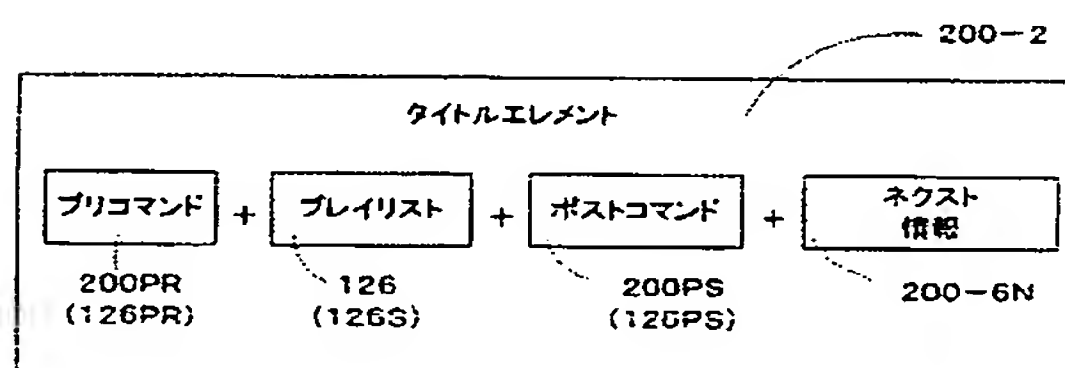 200-2
タイトルエレメント
プリコマンド + プレイリスト + ポストコマンド + ネクスト
情報
200PR 126 200PS 200-6N
(126PR) (126S) (126PS)